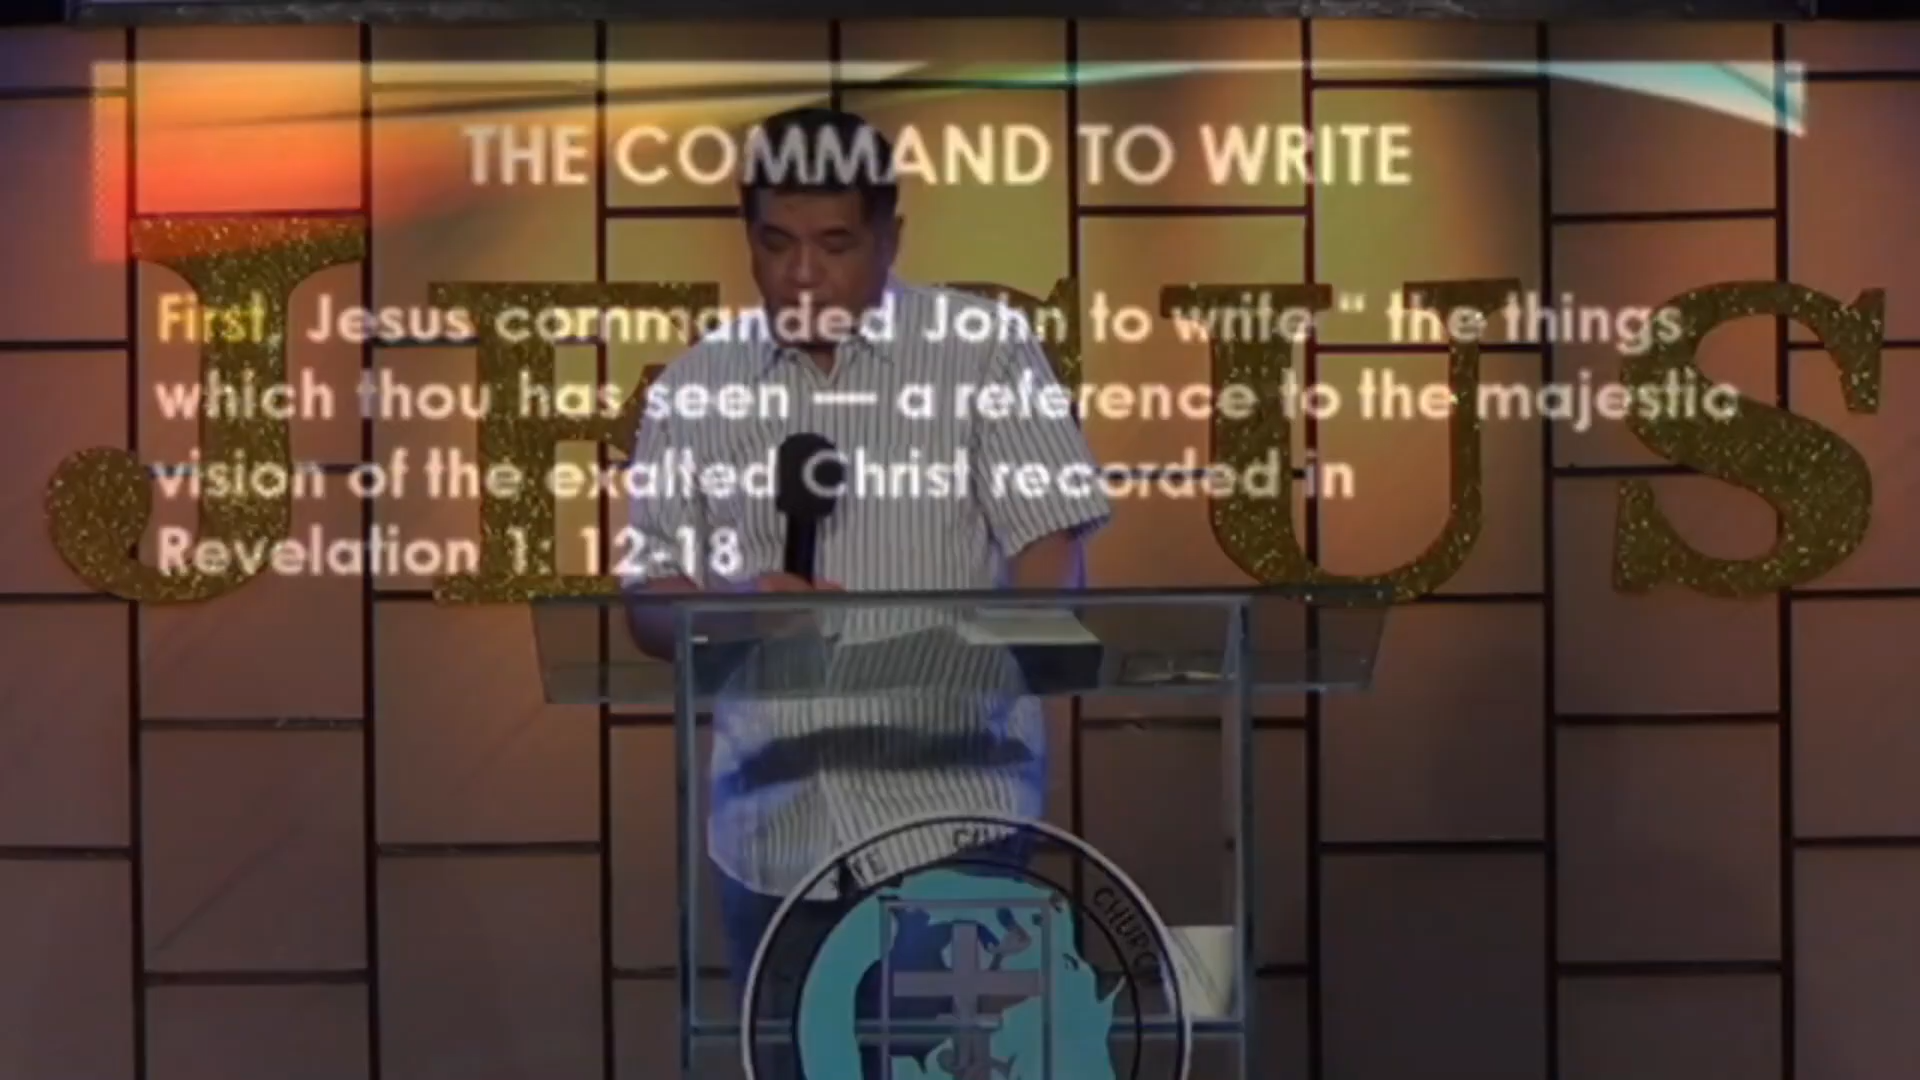 THE COMMAND TO WRITE
First, Jesus commanded John to write “ the things
which thou has seen — a reference to the majestic
vision of the exalted Christ recorded in
Revelation 1: 12-18
JESUS
CHURCH